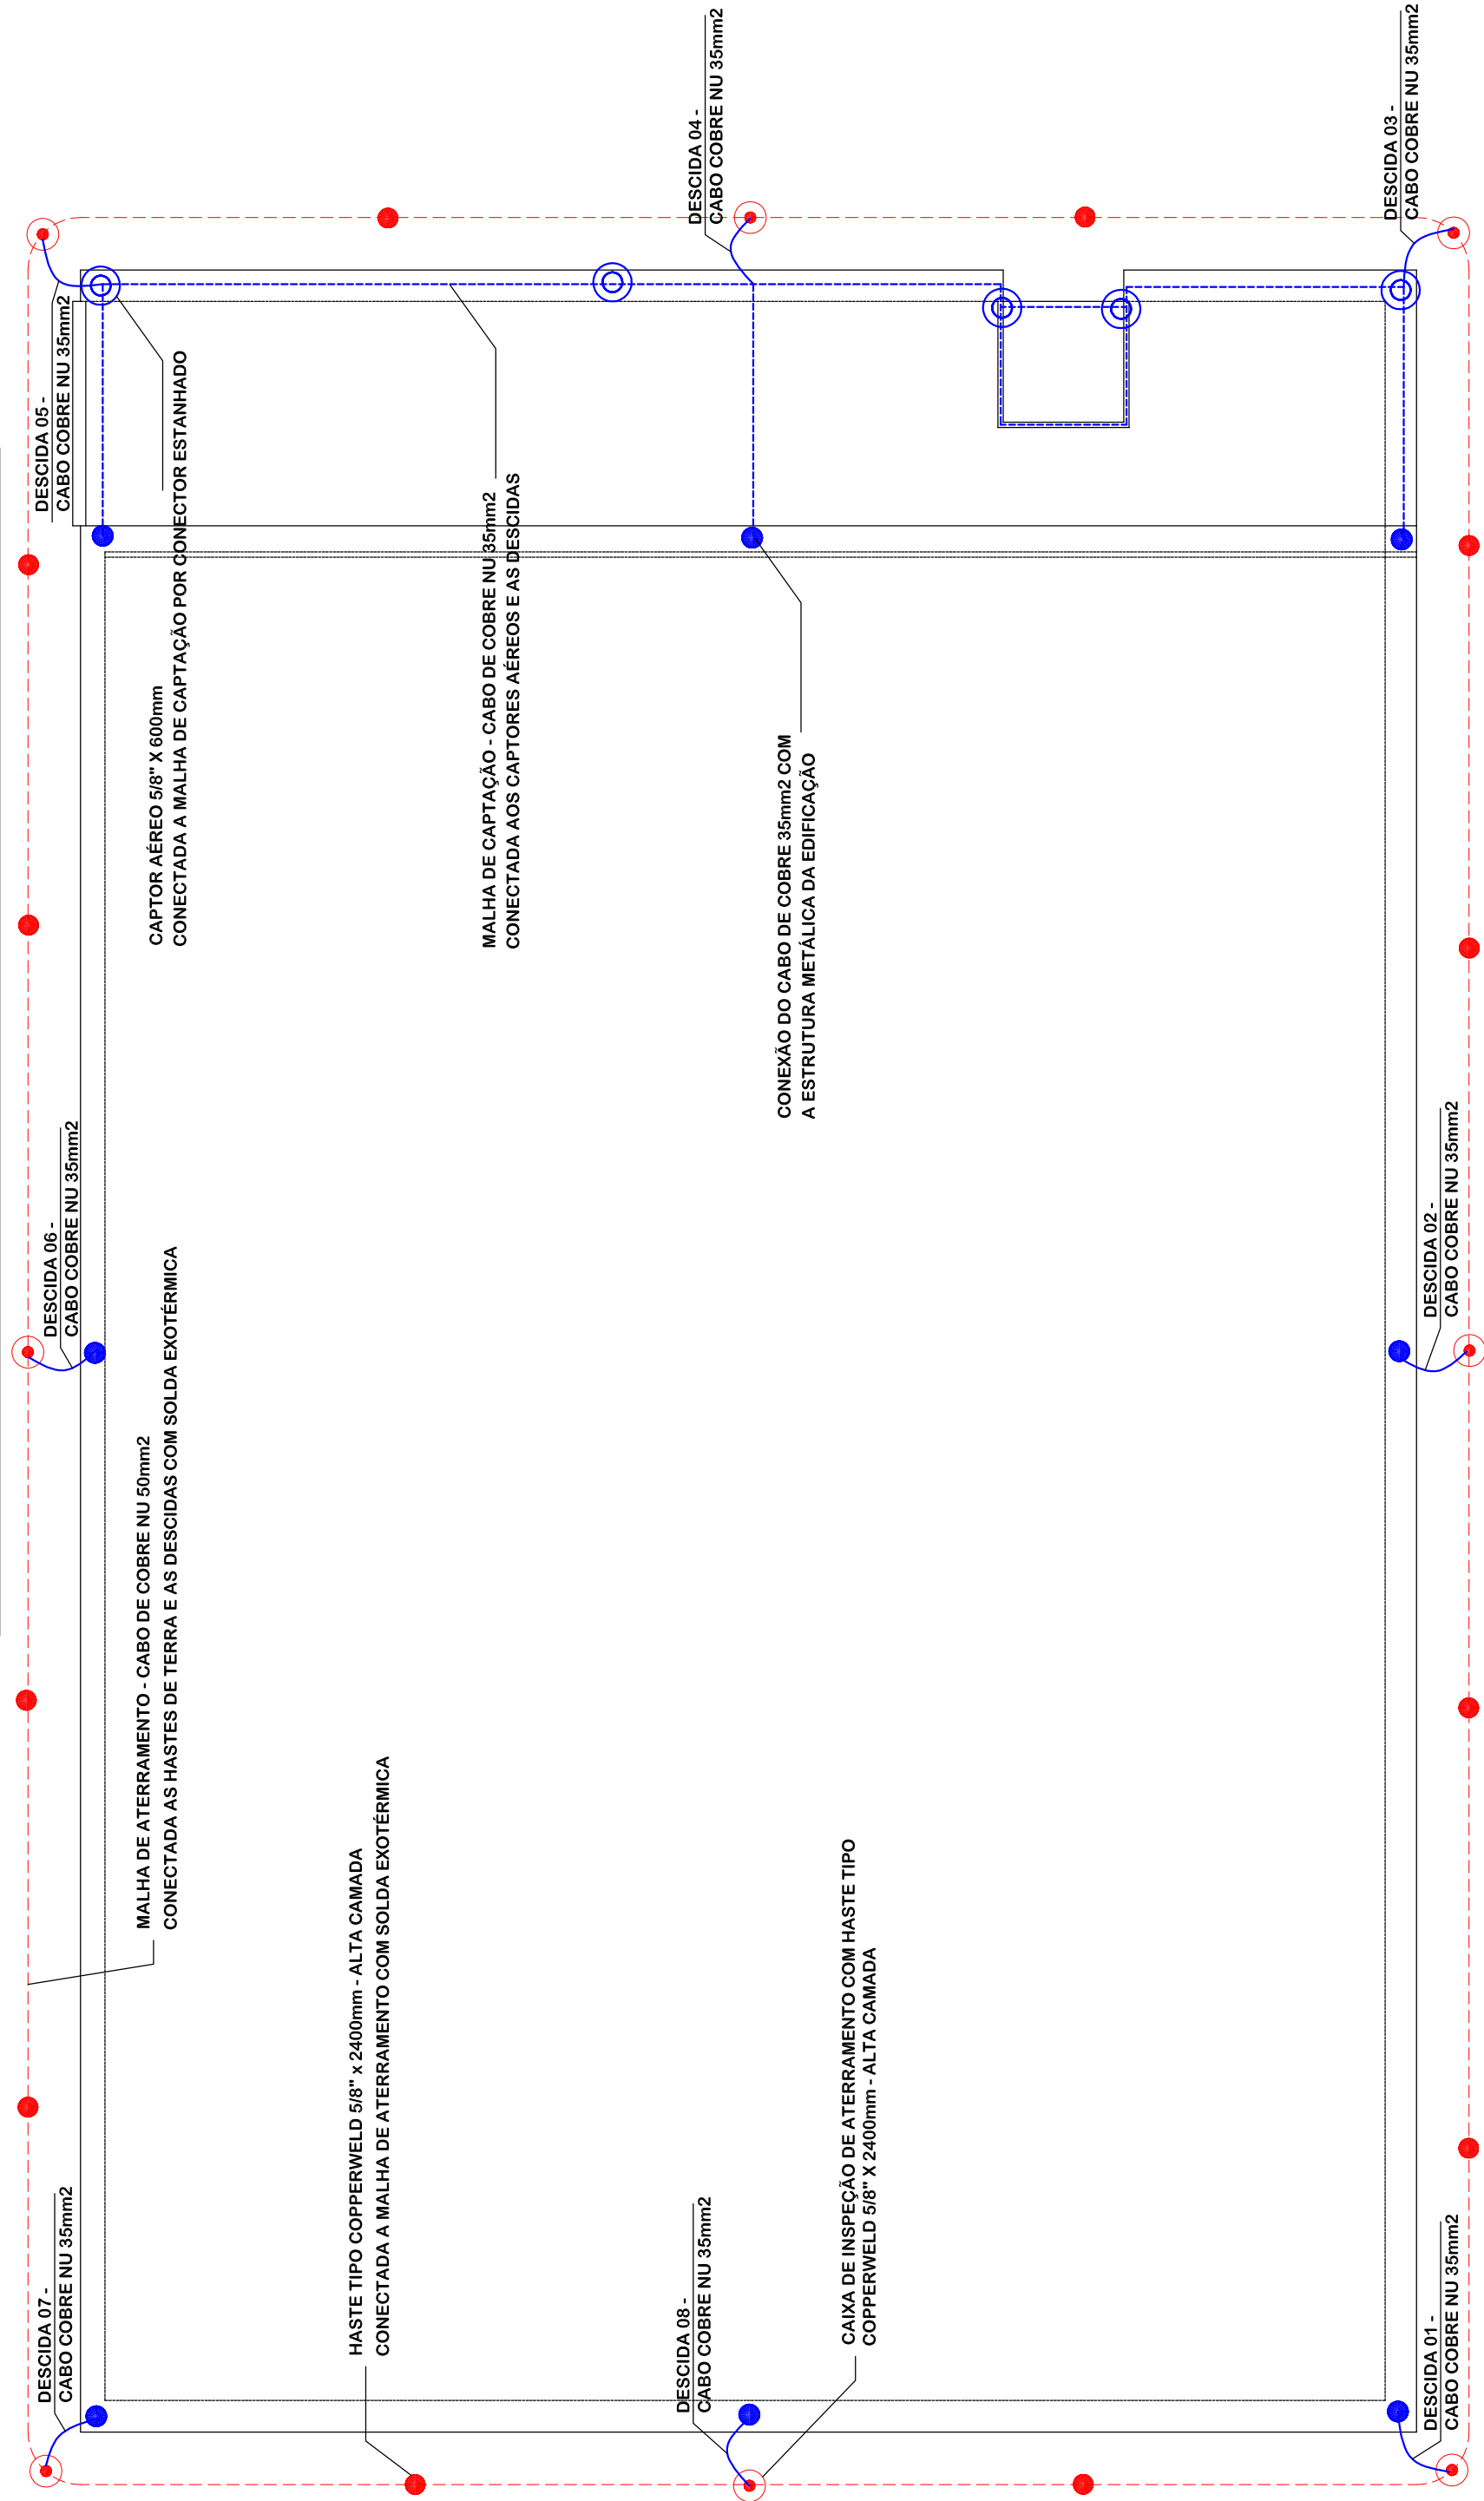 DESCIDA 07 -
CABO COBRE NU 35mm2
DESCIDA 06 -
CABO COBRE NU 35mm2
DESCIDA 05 -
CABO COBRE NU 35mm2
MALHA DE ATERRAMENTO - CABO DE COBRE NU 50mm2
CONECTADA AS HASTES DE TERRA E AS DESCIDAS COM SOLDA EXOTÉRMICA
CAPTOR AÉREO 5/8" X 600mm
CONECTADA A MALHA DE CAPTAÇÃO POR CONECTOR ESTANHADO
HASTE TIPO COPPERWELD 5/8" x 2400mm - ALTA CAMADA
CONECTADA A MALHA DE ATERRAMENTO COM SOLDA EXOTÉRMICA
MALHA DE CAPTAÇÃO - CABO DE COBRE NU 35mm2
CONECTADA AOS CAPTORES AÉREOS E AS DESCIDAS
DESCIDA 08 -
CABO COBRE NU 35mm2
DESCIDA 04 -
CABO COBRE NU 35mm2
CONEXÃO DO CABO DE COBRE 35mm2 COM
A ESTRUTURA METÁLICA DA EDIFICAÇÃO
CAIXA DE INSPEÇÃO DE ATERRAMENTO COM HASTE TIPO
COPPERWELD 5/8" X 2400mm - ALTA CAMADA
DESCIDA 01 -
CABO COBRE NU 35mm2
DESCIDA 02 -
CABO COBRE NU 35mm2
DESCIDA 03 -
CABO COBRE NU 35mm2